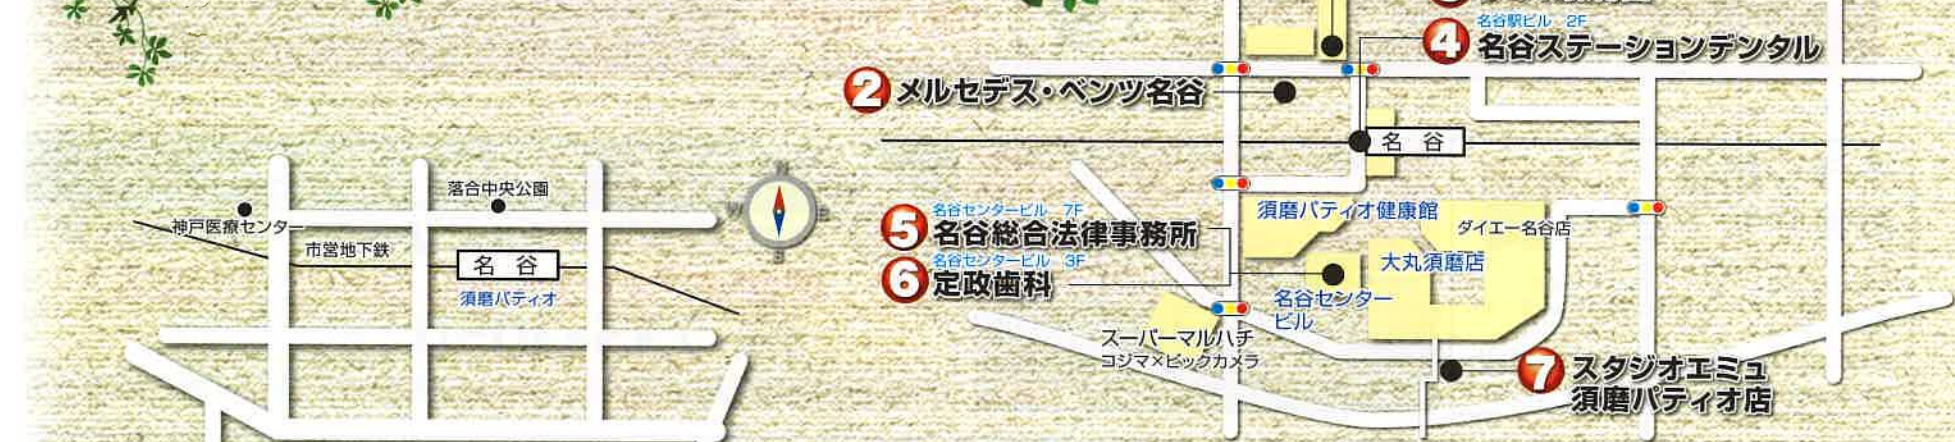 名谷駅ビル 2F
4 名谷ステーションデンタル
2 メルセデス・ベンツ名谷
名 谷
落合中央公園
神戸医療センター
市営地下鉄
名 谷
須磨パティオ
N
W E
S
名谷センタービル 7F
5 名谷総合法律事務所
名谷センタービル 3F
6 定政歯科
須磨パティオ健康館
ダイエー名谷店
大丸須磨店
名谷センター
ビル
スーパーマルハチ
コジマ×ビックカメラ
7 スタジオエミュ
須磨パティオ店